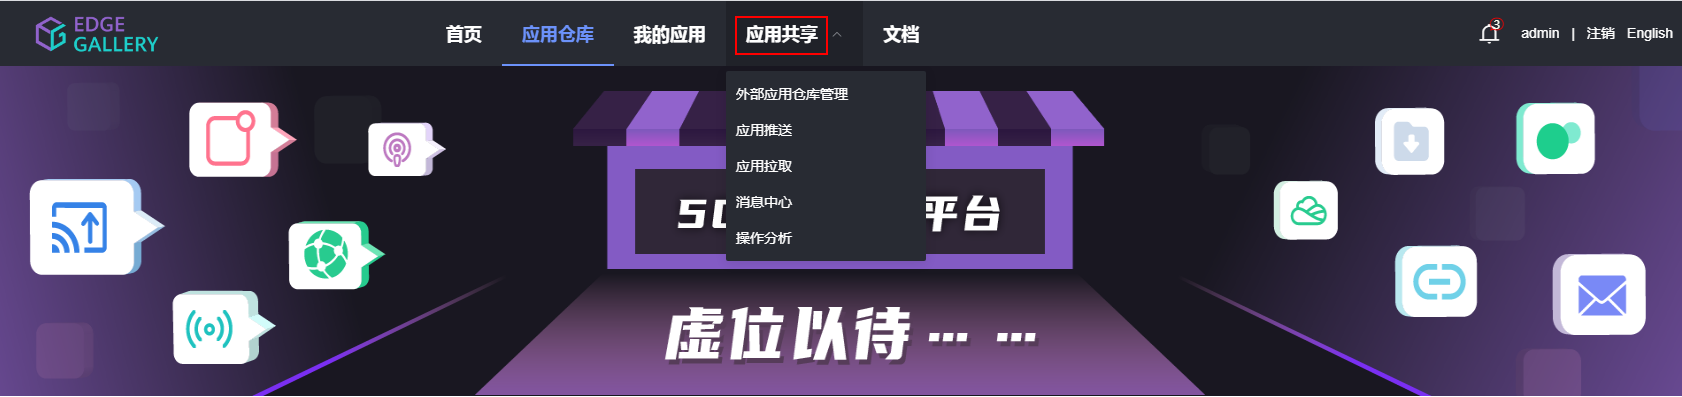 EDGE
GALLERY
首页 应用仓库 我的应用 应用共享 文档
3
admin | 注销 English
外部应用仓库管理
应用推送
应用拉取
消息中心
操作分析
平台
虚位以待··· ···